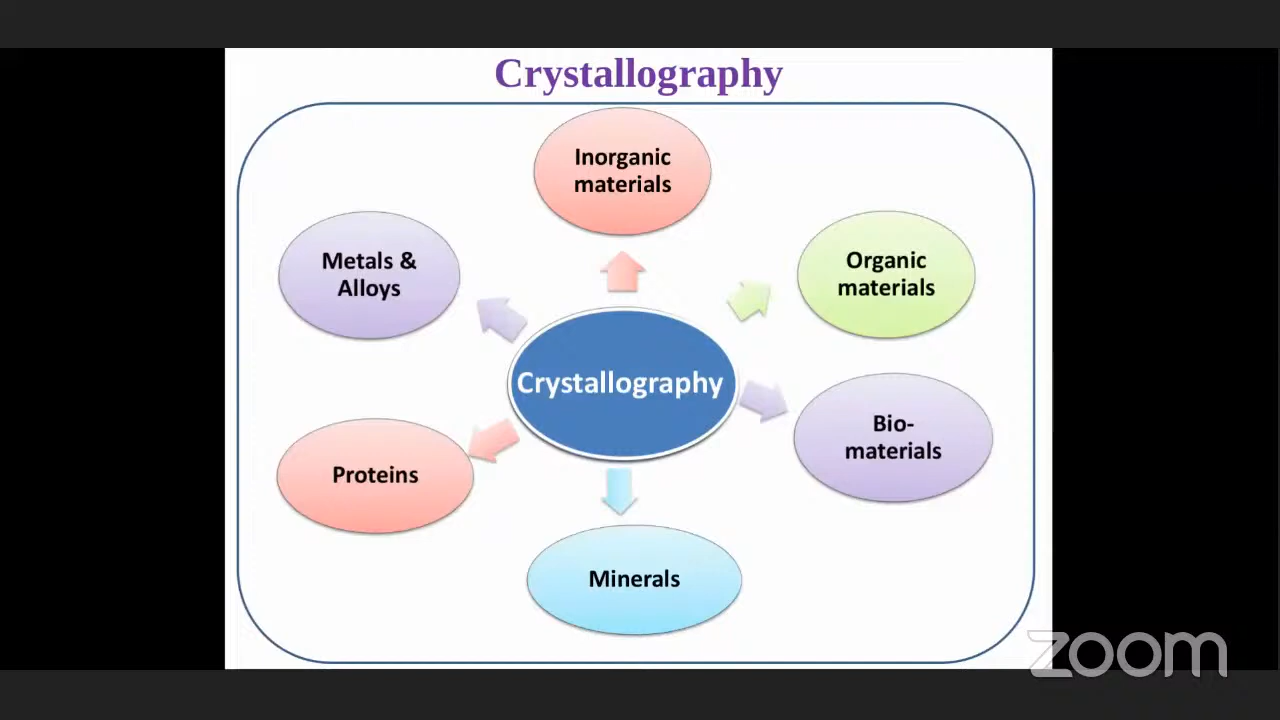 Crystallography
Inorganic
materials
Metals &
Alloys
Organic
materials
Crystallography
Bio-
materials
Proteins
Minerals
zoom